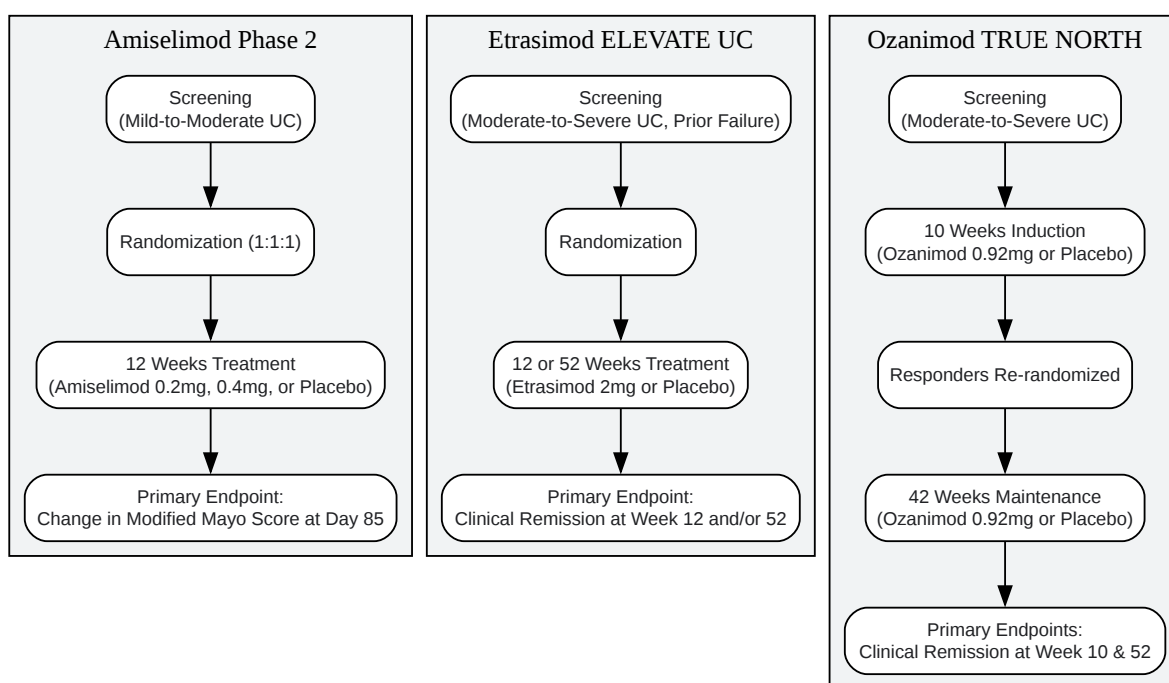 Amiselimod Phase 2
Screening
(Mild-to-Moderate UC)
Randomization (1:1:1)
12 Weeks Treatment
(Amiselimod 0.2mg, 0.4mg, or Placebo)
Primary Endpoint:
Change in Modified Mayo Score at Day 85
Etrasimod ELEVATE UC
Screening
(Moderate-to-Severe UC, Prior Failure)
Randomization
12 or 52 Weeks Treatment
(Etrasimod 2mg or Placebo)
Primary Endpoint:
Clinical Remission at Week 12 and/or 52
Ozanimod TRUE NORTH
Screening
(Moderate-to-Severe UC)
10 Weeks Induction
(Ozanimod 0.92mg or Placebo)
Responders Re-randomized
42 Weeks Maintenance
(Ozanimod 0.92mg or Placebo)
Primary Endpoints:
Clinical Remission at Week 10 & 52